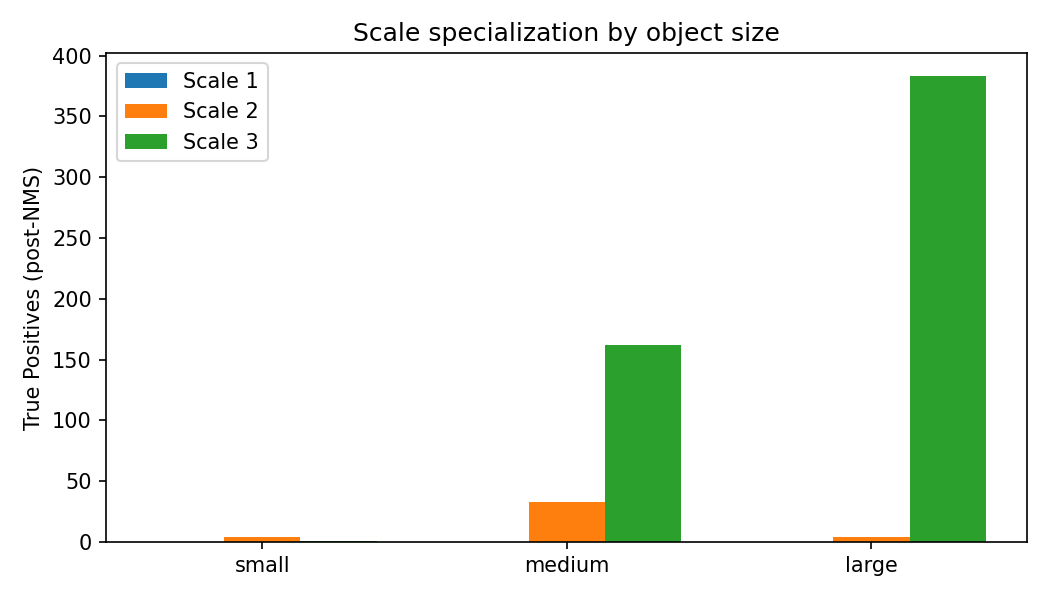 Scale specialization by object size
Scale 1
Scale 2
Scale 3
True Positives (post-NMS)
400
350
300
250
200
150
100
50
0
small
medium
large